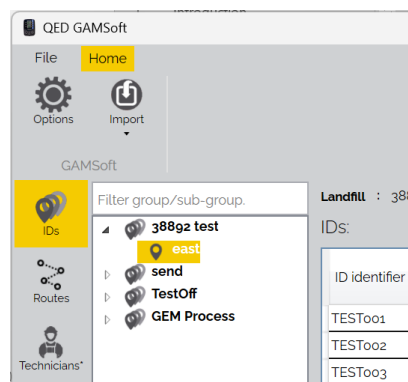 QED GAMSoft
File Home
Options Import
GAMSoft
IDs
Filter group/sub-group.
38892 test
east
send
TestOff
GEM Process
Routes
Technicians*
Landfill :
IDs:
ID identifier
TEST001
TEST002
TEST003